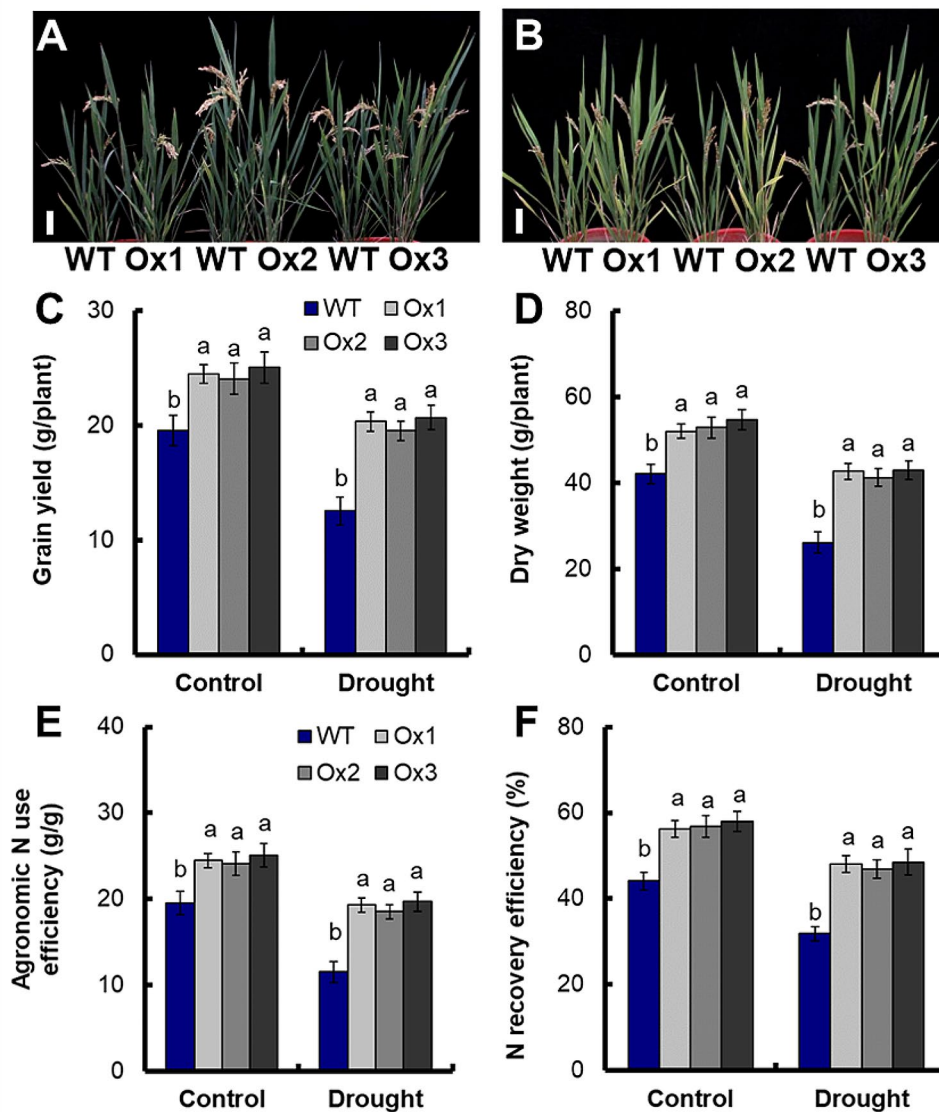 A
B
WT Ox1 WT Ox2 WT Ox3
WT Ox1 WT Ox2 WT Ox3
C
Grain yield (g/plant)
30
20
10
0
WT Ox1
Ox2 Ox3
b a a a
b a a a
Control Drought
D
Dry weight (g/plant)
80
60
40
20
0
b a a a
b a a a
Control Drought
E
Agronomic N use
efficiency (g/g)
40
30
20
10
0
WT Ox1
Ox2 Ox3
b a a a
b a a a
Control Drought
F
N recovery efficiency (%)
80
60
40
20
0
b a a a
b a a a
Control Drought